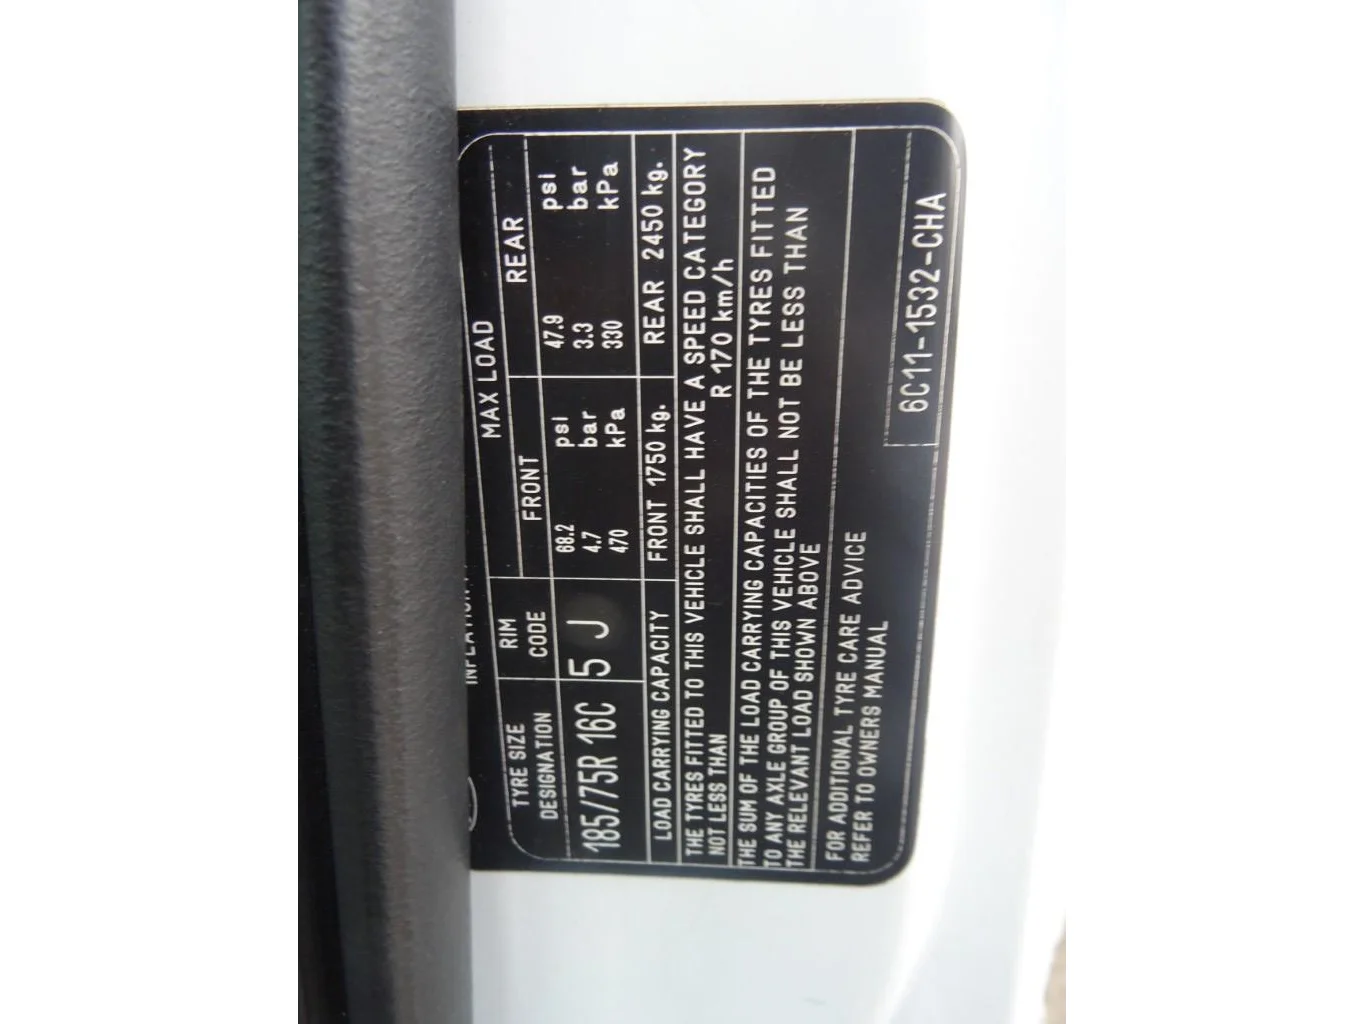 MAX LOAD
TYRE SIZE
DESIGNATION
RIM
CODE
FRONT
REAR
185/75R 16C
5 J
68.2 psi
4.7 bar
470 kPa
47.9 psi
3.3 bar
330 kPa
LOAD CARRYING CAPACITY FRONT 1750 kg. REAR 2450 kg.
THE TYRES FITTED TO THIS VEHICLE SHALL HAVE A SPEED CATEGORY
NOT LESS THAN R 170 km/h
THE SUM OF THE LOAD CARRYING CAPACITIES OF THE TYRES FITTED
TO ANY AXLE GROUP OF THIS VEHICLE SHALL NOT BE LESS THAN
THE RELEVANT LOAD SHOWN ABOVE
FOR ADDITIONAL TYRE CARE ADVICE
REFER TO OWNERS MANUAL
6C11-1532-CHA